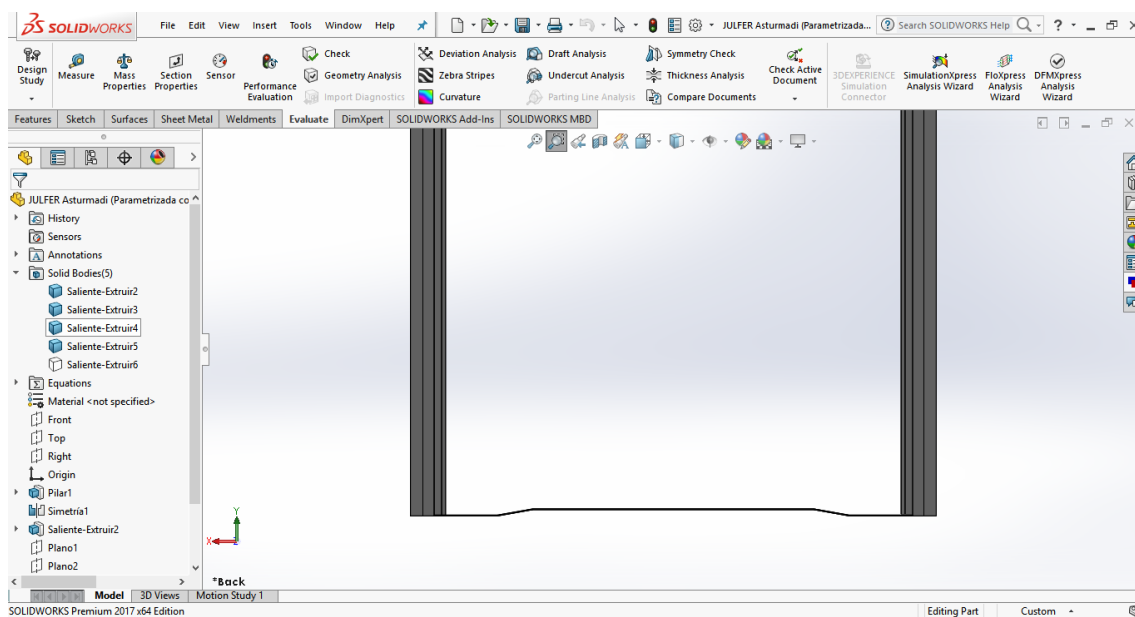 SOLIDWORKS File Edit View Insert Tools Window Help JULFER Asturmadi (Parametrizada... Search SOLIDWORKS Help ?
Design Study
Measure
Mass Properties
Section Properties
Sensor
Performance Evaluation
Check
Geometry Analysis
Import Diagnostics
Deviation Analysis
Zebra Stripes
Curvature
Draft Analysis
Undercut Analysis
Parting Line Analysis
Symmetry Check
Thickness Analysis
Compare Documents
Check Active Document
3DEXPERIENCE Simulation Connector
SimulationXpress Analysis Wizard
FloXpress Analysis Wizard
DFMXpress Analysis Wizard
Features Sketch Surfaces Sheet Metal Weldments Evaluate DimXpert SOLIDWORKS Add-Ins SOLIDWORKS MBD
JULFER Asturmadi (Parametrizada co
History
Sensors
Annotations
Solid Bodies(5)
Saliente-Extruir2
Saliente-Extruir3
Saliente-Extruir4
Saliente-Extruir5
Saliente-Extruir6
Equations
Material <not specified>
Front
Top
Right
Origin
Pilar1
Simetría1
Saliente-Extruir2
Plano1
Plano2
Y
X
*Back
Model 3D Views Motion Study 1
SOLIDWORKS Premium 2017 x64 Edition Editing Part Custom